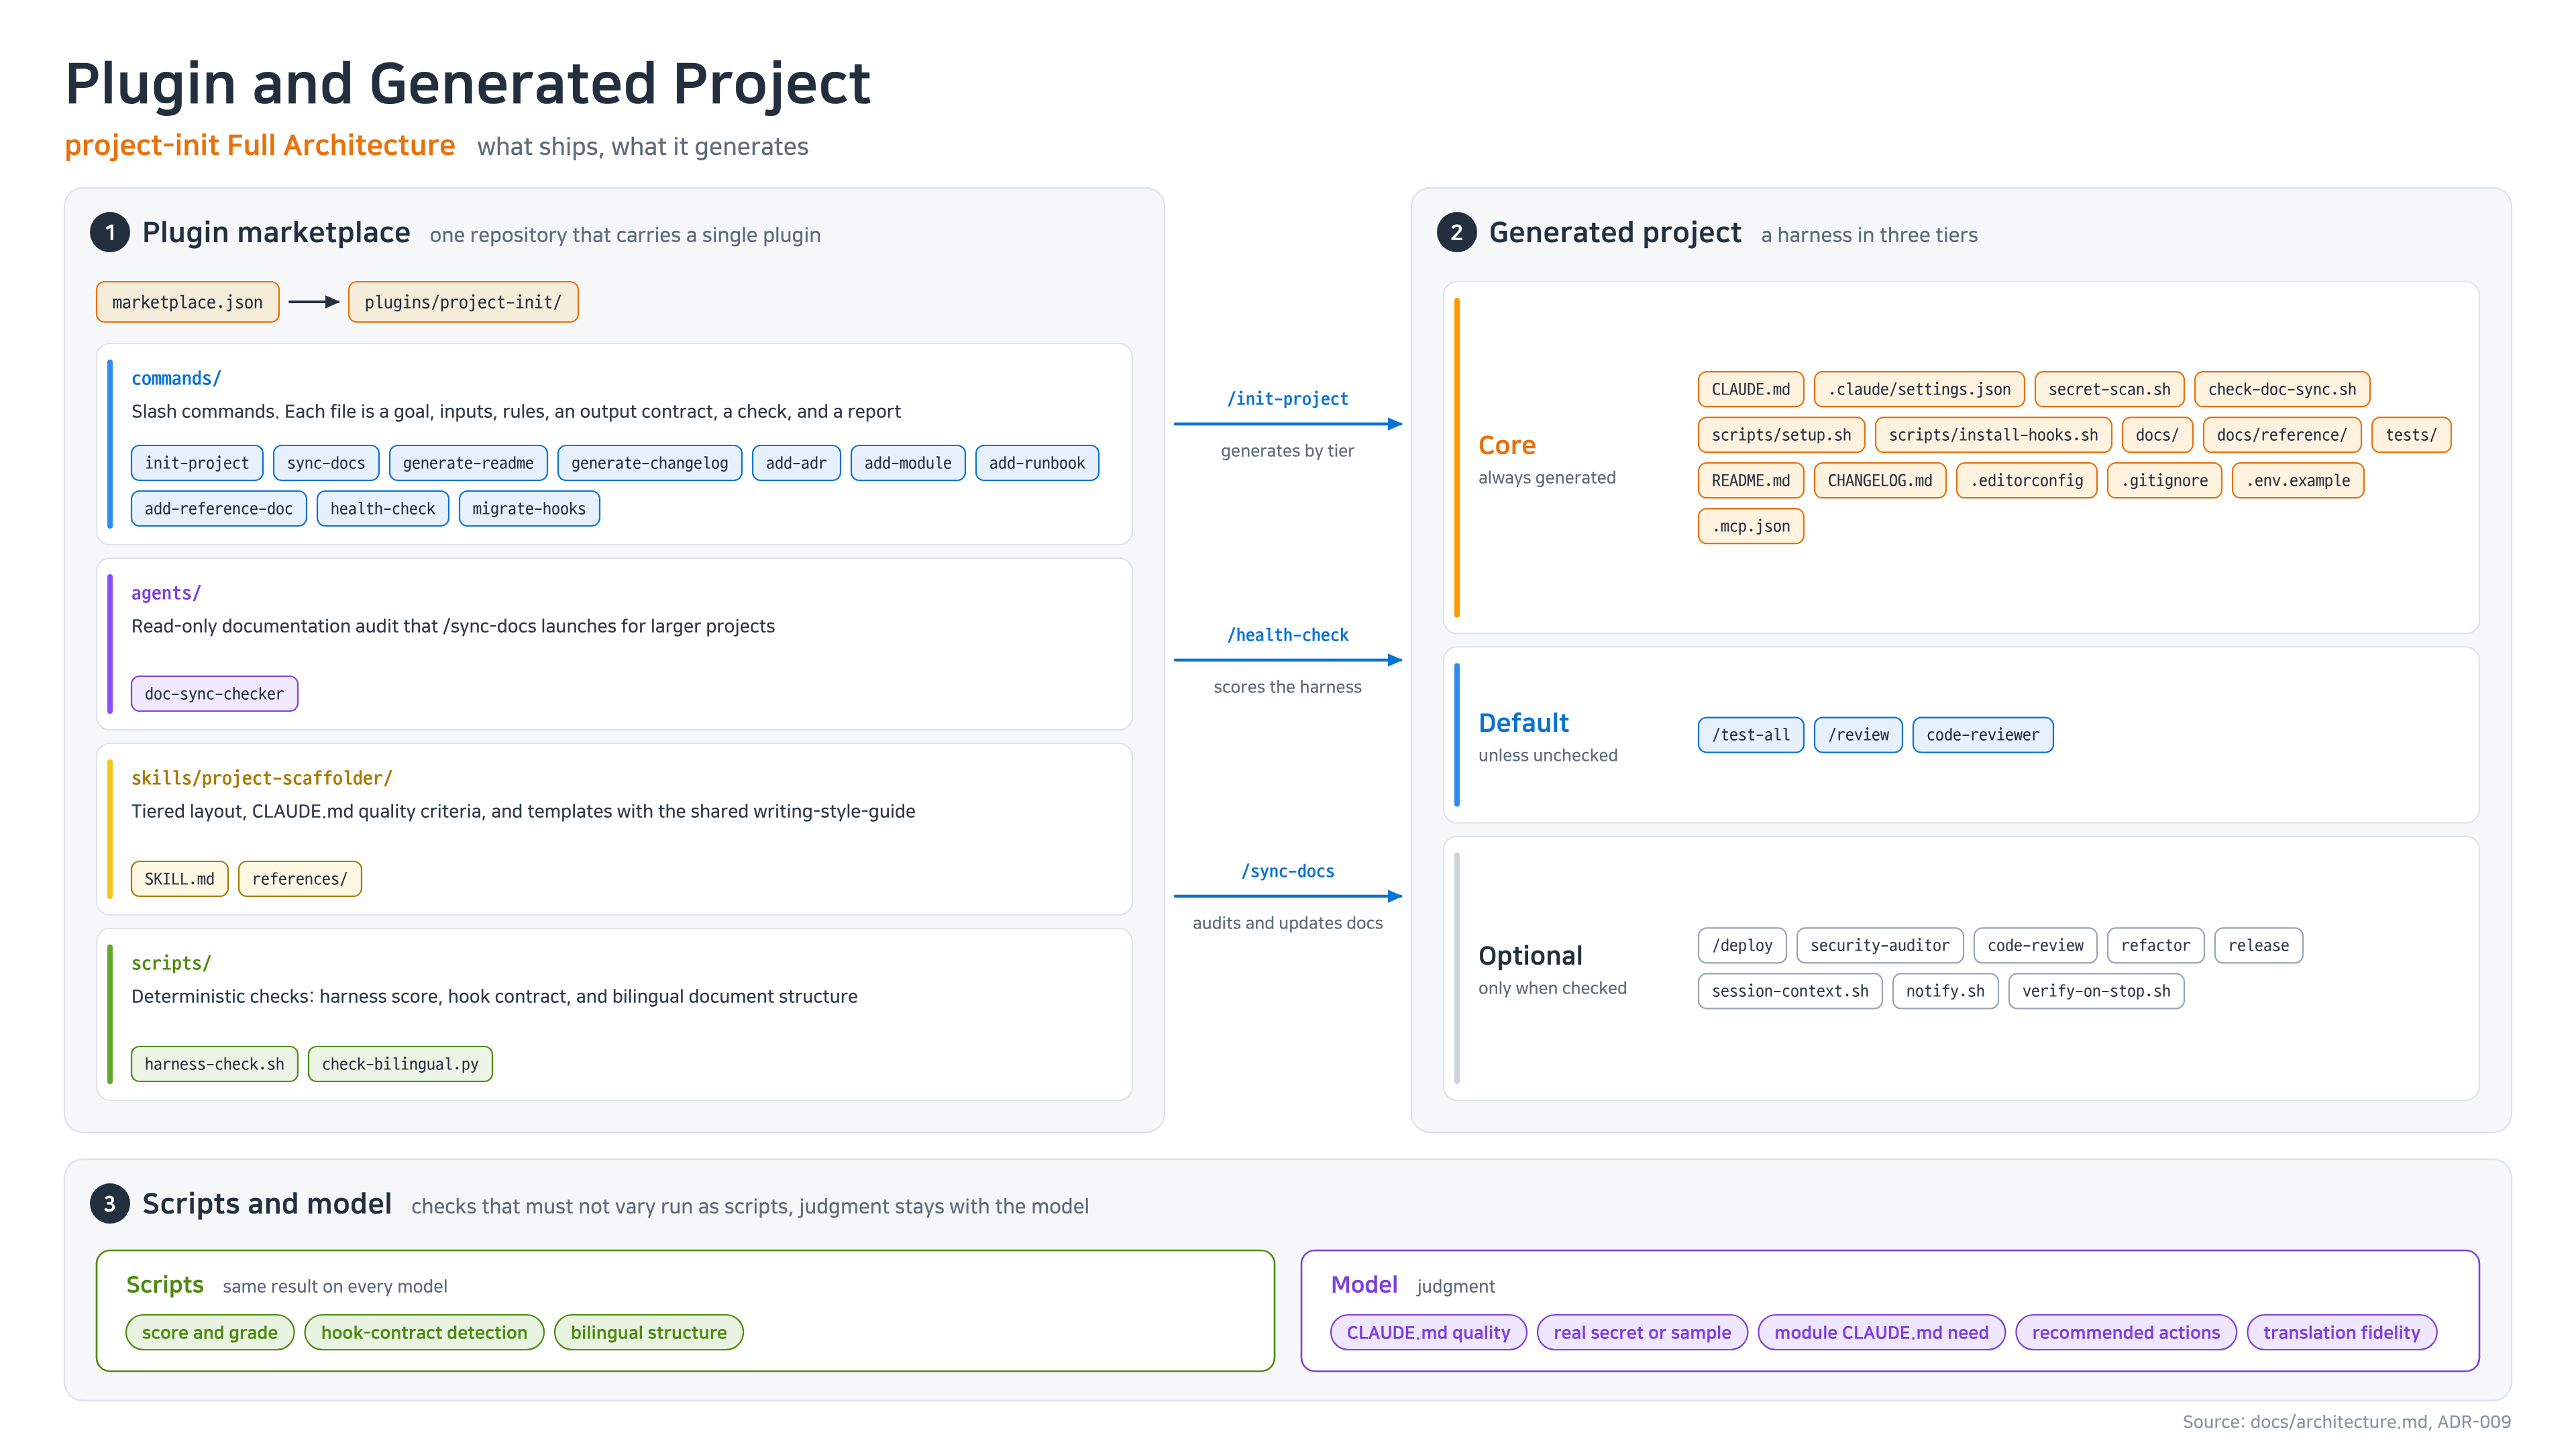 Plugin and Generated Project
project-init Full Architecture what ships, what it generates
1 Plugin marketplace one repository that carries a single plugin
marketplace.json plugins/project-init/
commands/
Slash commands. Each file is a goal, inputs, rules, an output contract, a check, and a report
init-project sync-docs generate-readme generate-changelog add-adr add-module add-runbook
add-reference-doc health-check migrate-hooks
agents/
Read-only documentation audit that /sync-docs launches for larger projects
doc-sync-checker
skills/project-scaffolder/
Tiered layout, CLAUDE.md quality criteria, and templates with the shared writing-style-guide
SKILL.md references/
scripts/
Deterministic checks: harness score, hook contract, and bilingual document structure
harness-check.sh check-bilingual.py
/init-project
generates by tier
/health-check
scores the harness
/sync-docs
audits and updates docs
2 Generated project a harness in three tiers
Core
always generated
CLAUDE.md .claude/settings.json secret-scan.sh check-doc-sync.sh
scripts/setup.sh scripts/install-hooks.sh docs/ docs/reference/ tests/
README.md CHANGELOG.md .editorconfig .gitignore .env.example
.mcp.json
Default
unless unchecked
/test-all /review code-reviewer
Optional
only when checked
/deploy security-auditor code-review refactor release
session-context.sh notify.sh verify-on-stop.sh
3 Scripts and model checks that must not vary run as scripts, judgment stays with the model
Scripts same result on every model
score and grade hook-contract detection bilingual structure
Model judgment
CLAUDE.md quality real secret or sample module CLAUDE.md need recommended actions translation fidelity
Source: docs/architecture.md, ADR-009